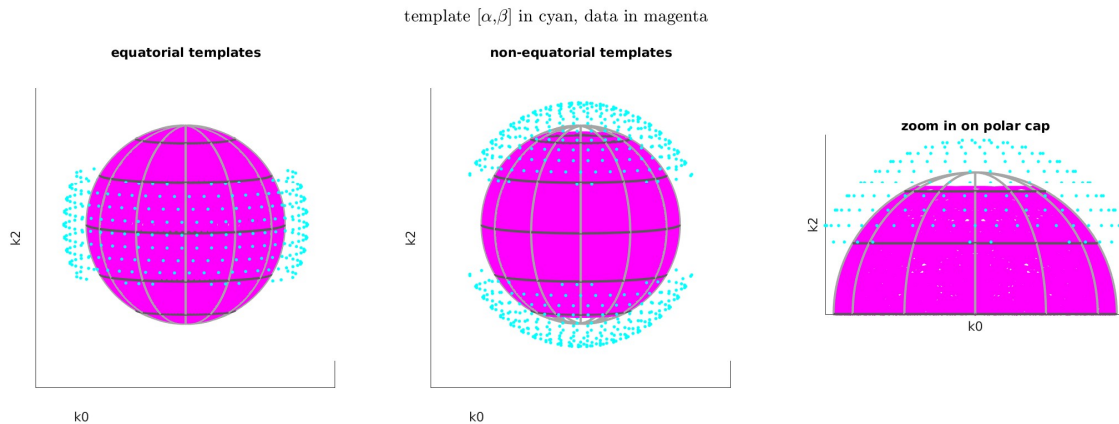 template [α,β] in cyan, data in magenta
equatorial templates
non-equatorial templates
zoom in on polar cap
k2
k0
k2
k0
k2
k0